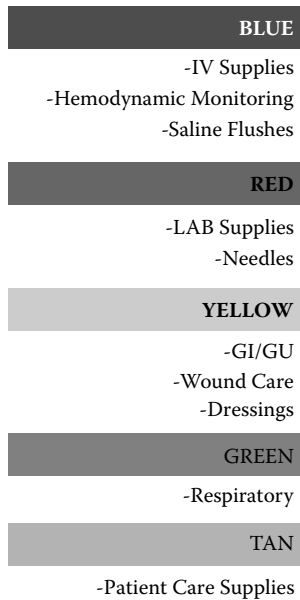 BLUE
-IV Supplies
-Hemodynamic Monitoring
-Saline Flushes
RED
-LAB Supplies
-Needles
YELLOW
-GI/GU
-Wound Care
-Dressings
GREEN
-Respiratory
TAN
-Patient Care Supplies